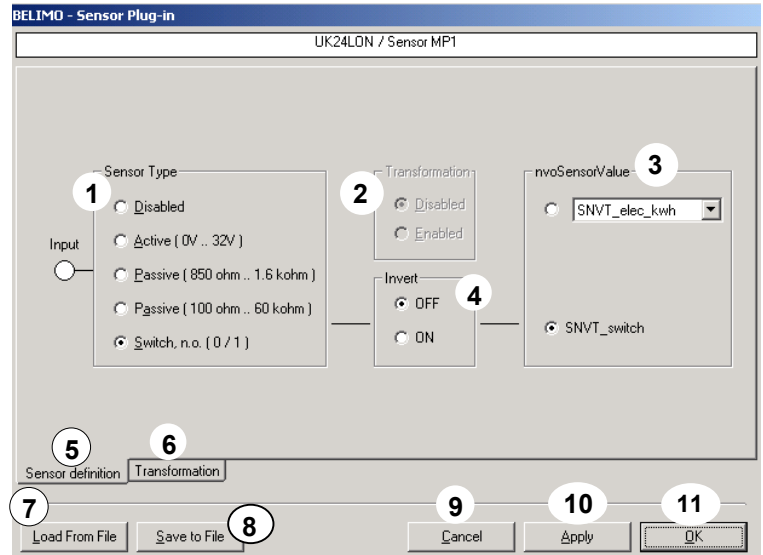 BELIMO - Sensor Plug-in
UK24LON / Sensor MP1
Sensor Type
1
Disabled
Active ( 0V .. 32V )
Input
Passive ( 850 ohm .. 1.6 kohm )
Passive ( 100 ohm .. 60 kohm )
Switch, n.o. ( 0 / 1 )
Transformation
2
Disabled
Enabled
Invert
4
OFF
ON
nvoSensorValue
3
SNVT_elec_kwh
SNVT_switch
5
6
Sensor definition
Transformation
7
8
9
10
11
Load From File
Save to File
Cancel
Apply
OK